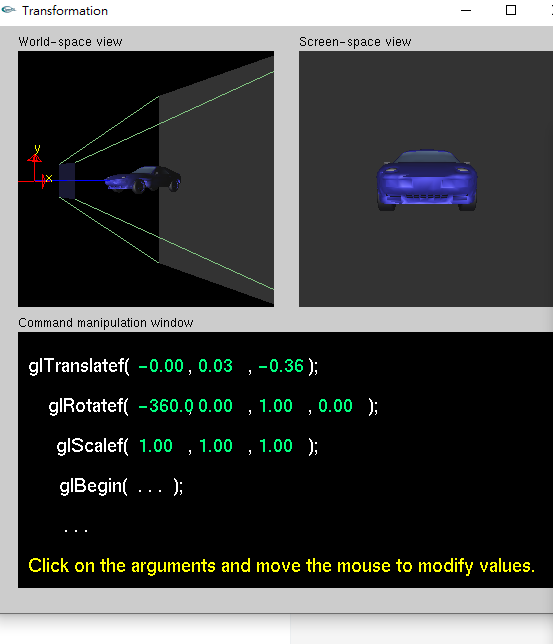 Transformation
World-space view
Screen-space view
y
x
Command manipulation window
glTranslatef( -0.00 , 0.03 , -0.36 );
glRotatef( -360.0, 0.00 , 1.00 , 0.00 );
glScalef( 1.00 , 1.00 , 1.00 );
glBegin( . . . );
. . .
Click on the arguments and move the mouse to modify values.